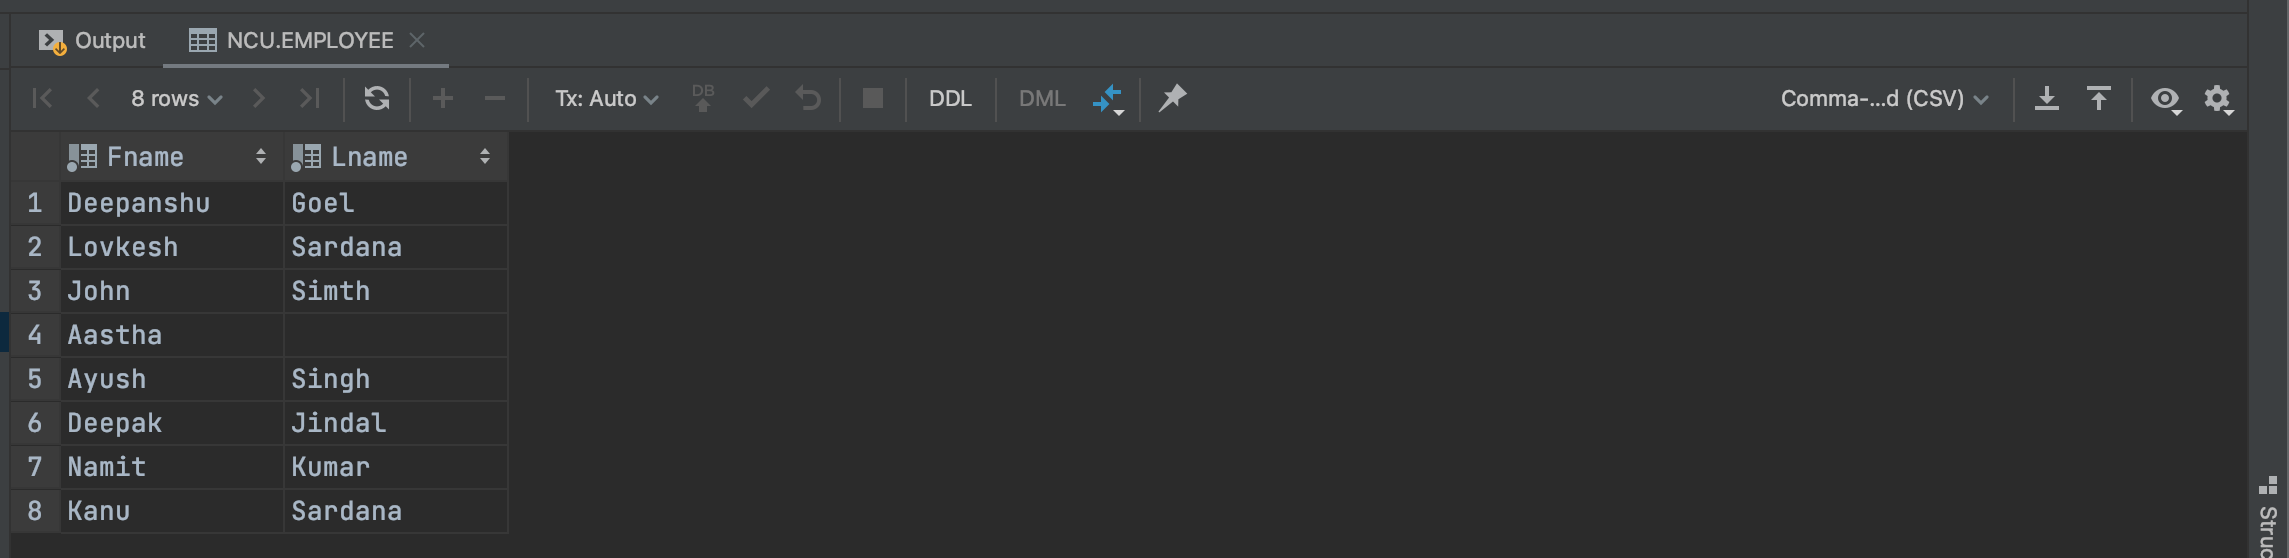 Output NCU.EMPLOYEE
8 rows Tx: Auto DB DDL DML Comma-...d (CSV)
Fname Lname
1 Deepanshu Goel
2 Lovkesh Sardana
3 John Simth
4 Aastha
5 Ayush Singh
6 Deepak Jindal
7 Namit Kumar
8 Kanu Sardana
Struc